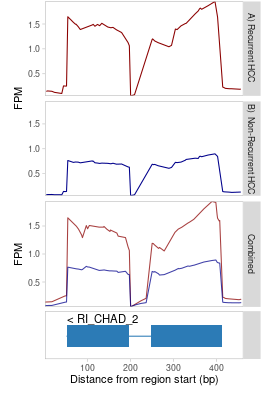 1.5
1.0
0.5
FPM
A) Recurrent HCC
1.5
1.0
0.5
B) Non-Recurrent HCC
1.5
1.0
0.5
FPM
Combined
< RI_CHAD_2
100 200 300 400
Distance from region start (bp)